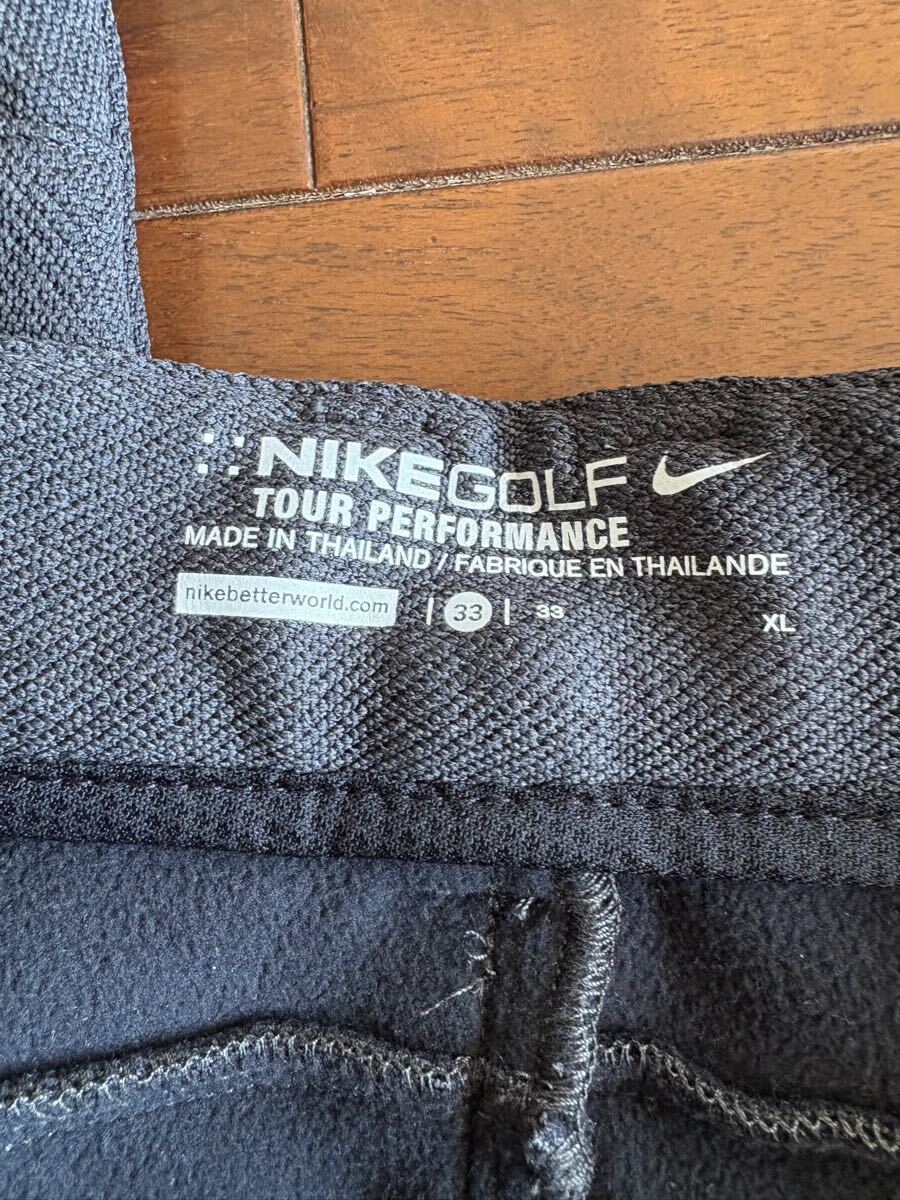 NIKEGOLF
TOUR PERFORMANCE
MADE IN THAILAND / FABRIQUE EN THAILANDE
nikebetterworld.com | 33 | 33 XL